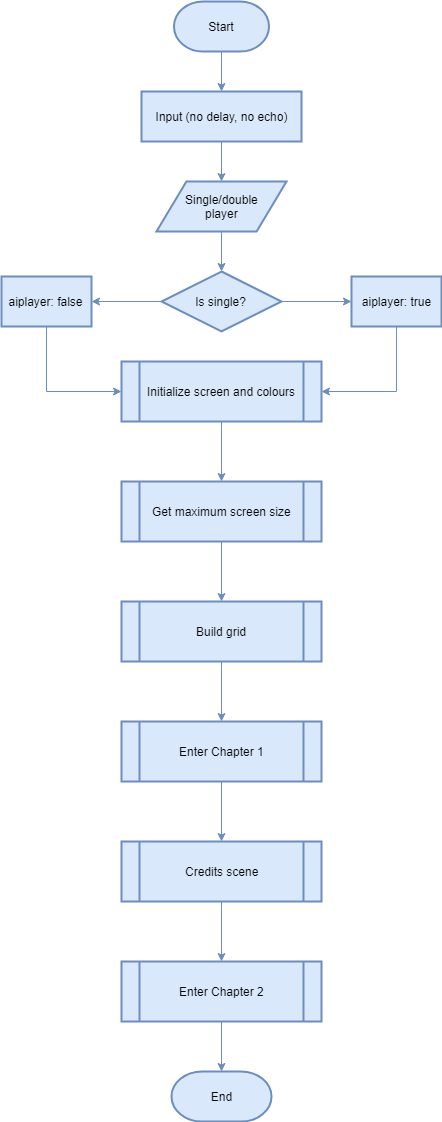 Start
Input (no delay, no echo)
Single/double
player
Is single?
aiplayer: false
aiplayer: true
Initialize screen and colours
Get maximum screen size
Build grid
Enter Chapter 1
Credits scene
Enter Chapter 2
End